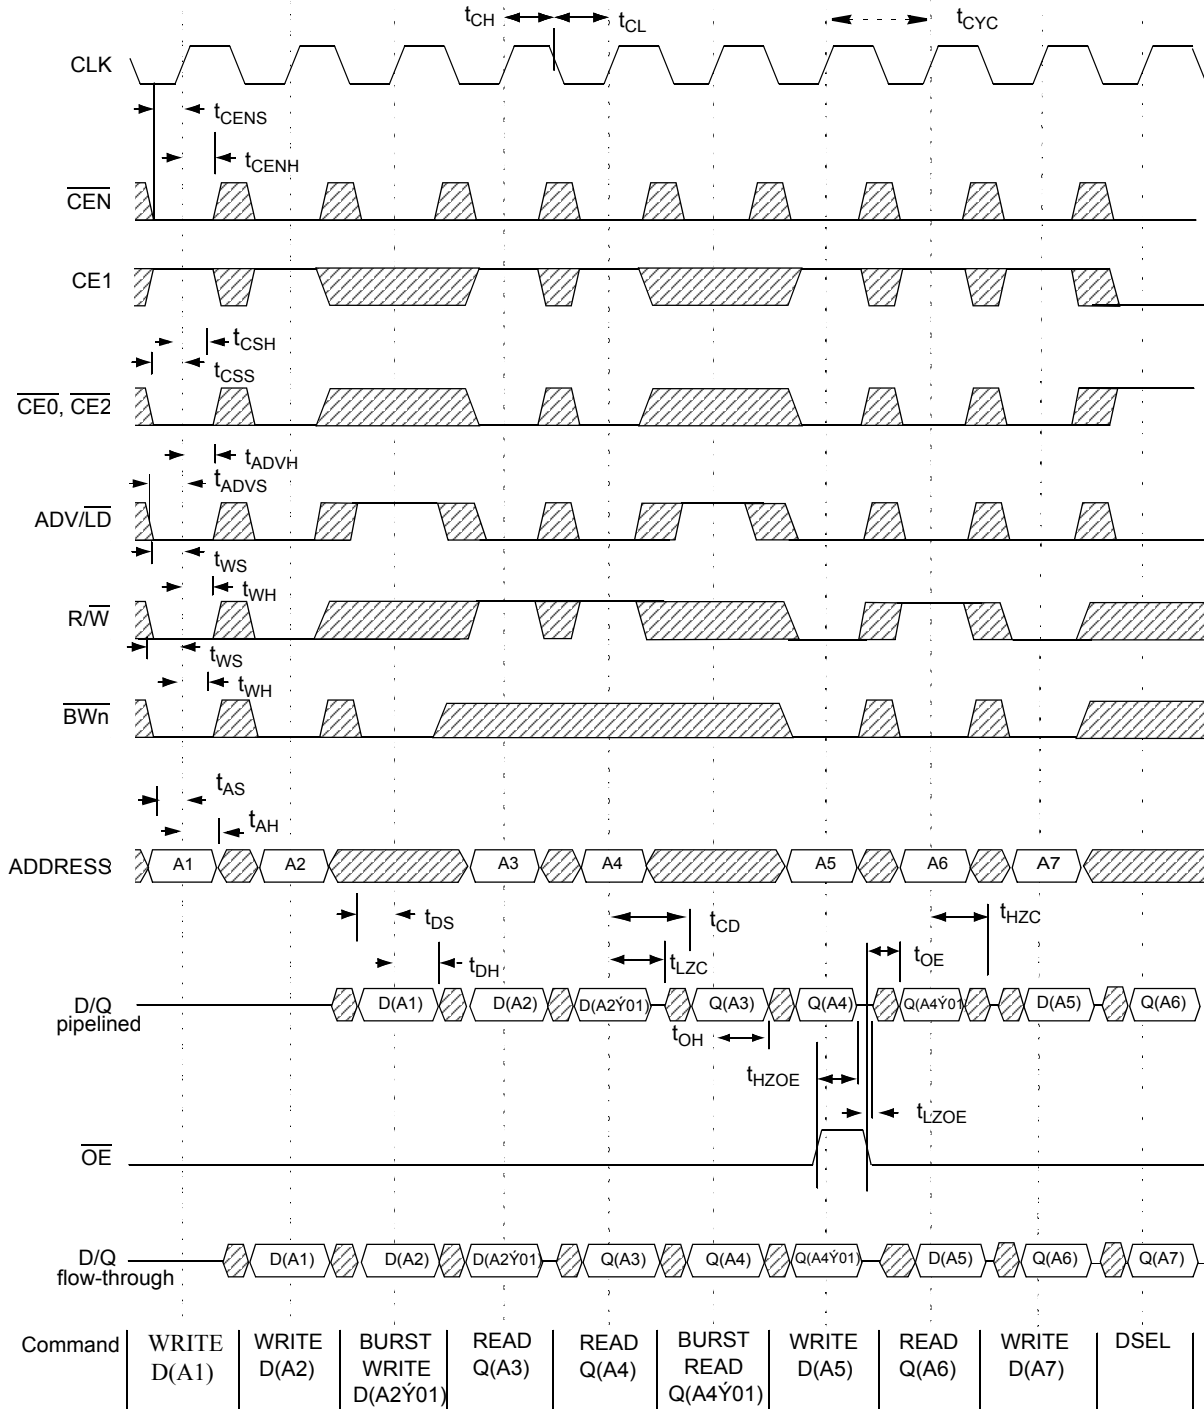 tCH
tCL
tCYC
CLK
tCENS
tCENH
CEN
CE1
tCSH
tCSS
CE0, CE2
tADVH
tADVS
ADV/LD
tWS
tWH
R/W
tWS
tWH
BWn
tAS
tAH
ADDRESS A1 A2 A3 A4 A5 A6 A7
tDS
tCD
tHZC
tDH
tLZC
tOE
D/Q D(A1) D(A2) D(A2Ý01) Q(A3) Q(A4) Q(A4Ý01 D(A5) Q(A6)
pipelined
tOH
tHZOE
tLZOE
OE
D/Q D(A1) D(A2) D(A2Ý01) Q(A3) Q(A4) Q(A4Ý01) D(A5) Q(A6) Q(A7)
flow-through
Command WRITE WRITE BURST READ READ BURST WRITE READ WRITE DSEL
D(A1) D(A2) WRITE Q(A3) Q(A4) READ D(A5) Q(A6) D(A7)
D(A2Ý01) Q(A4Ý01)